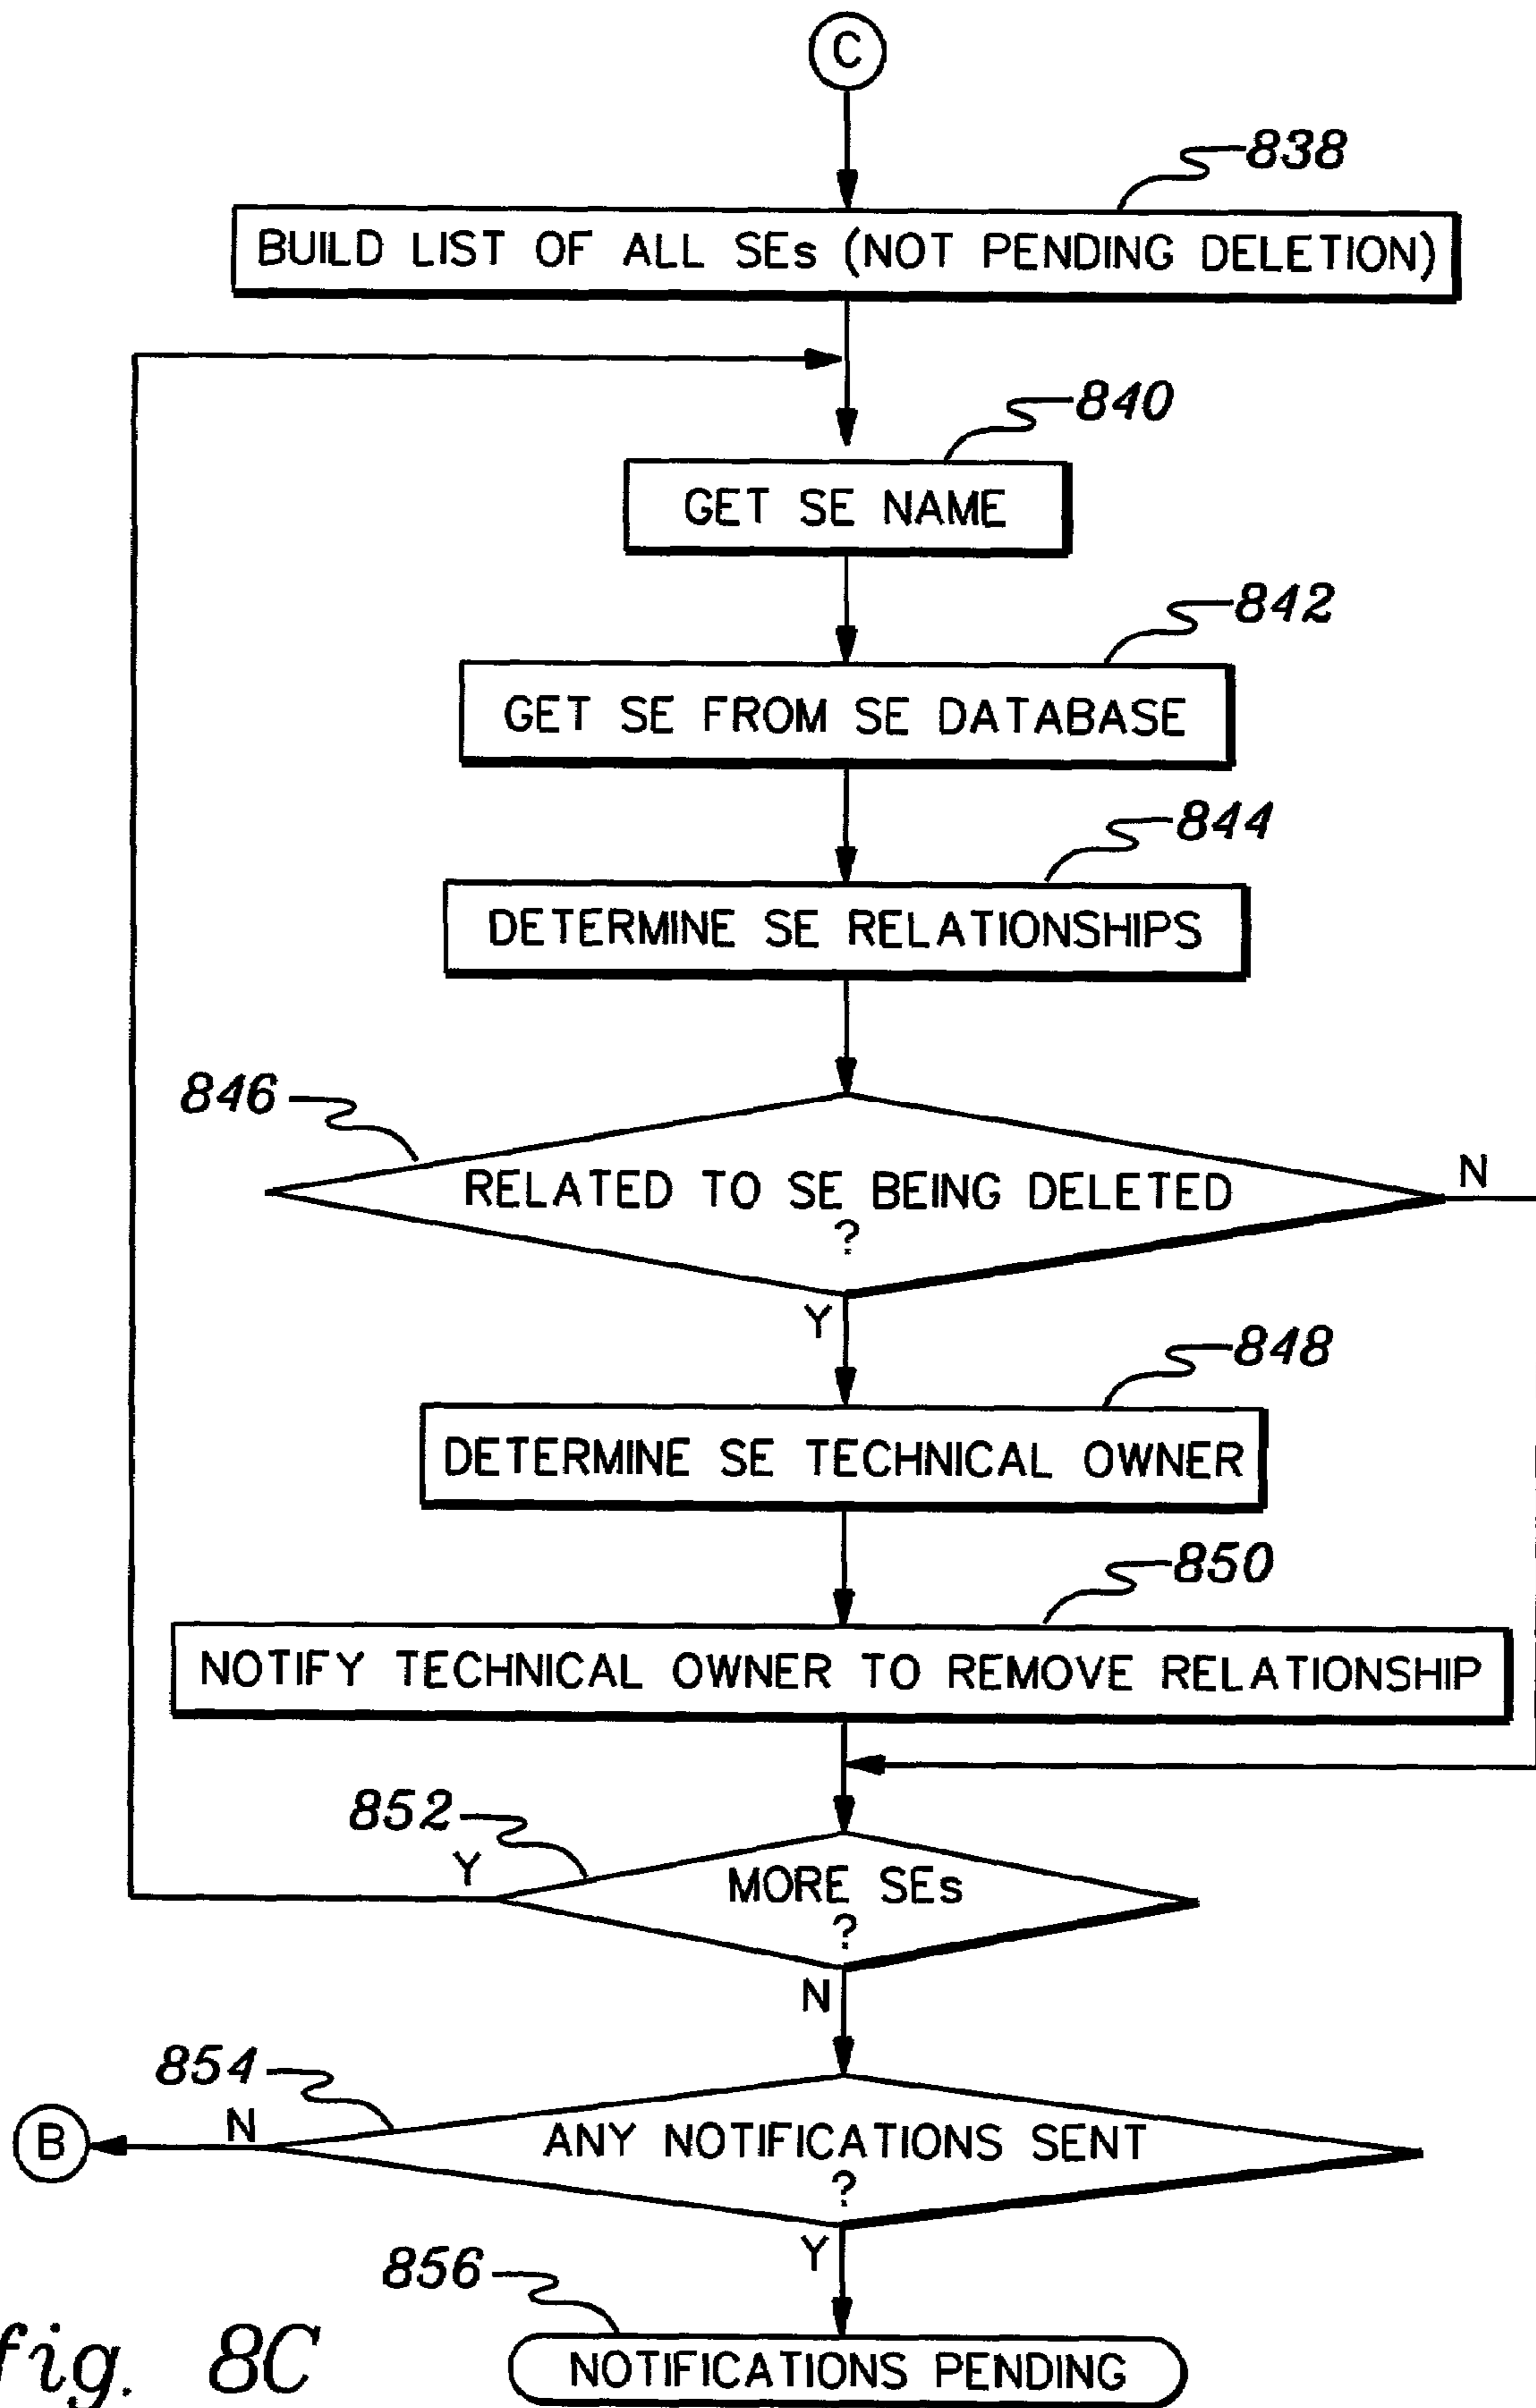 C
838
BUILD LIST OF ALL SEs (NOT PENDING DELETION)
840
GET SE NAME
842
GET SE FROM SE DATABASE
844
DETERMINE SE RELATIONSHIPS
846
RELATED TO SE BEING DELETED
?
N
Y
848
DETERMINE SE TECHNICAL OWNER
850
NOTIFY TECHNICAL OWNER TO REMOVE RELATIONSHIP
852
Y
MORE SEs
?
N
854
B
N
ANY NOTIFICATIONS SENT
?
Y
856
NOTIFICATIONS PENDING
fig. 8C